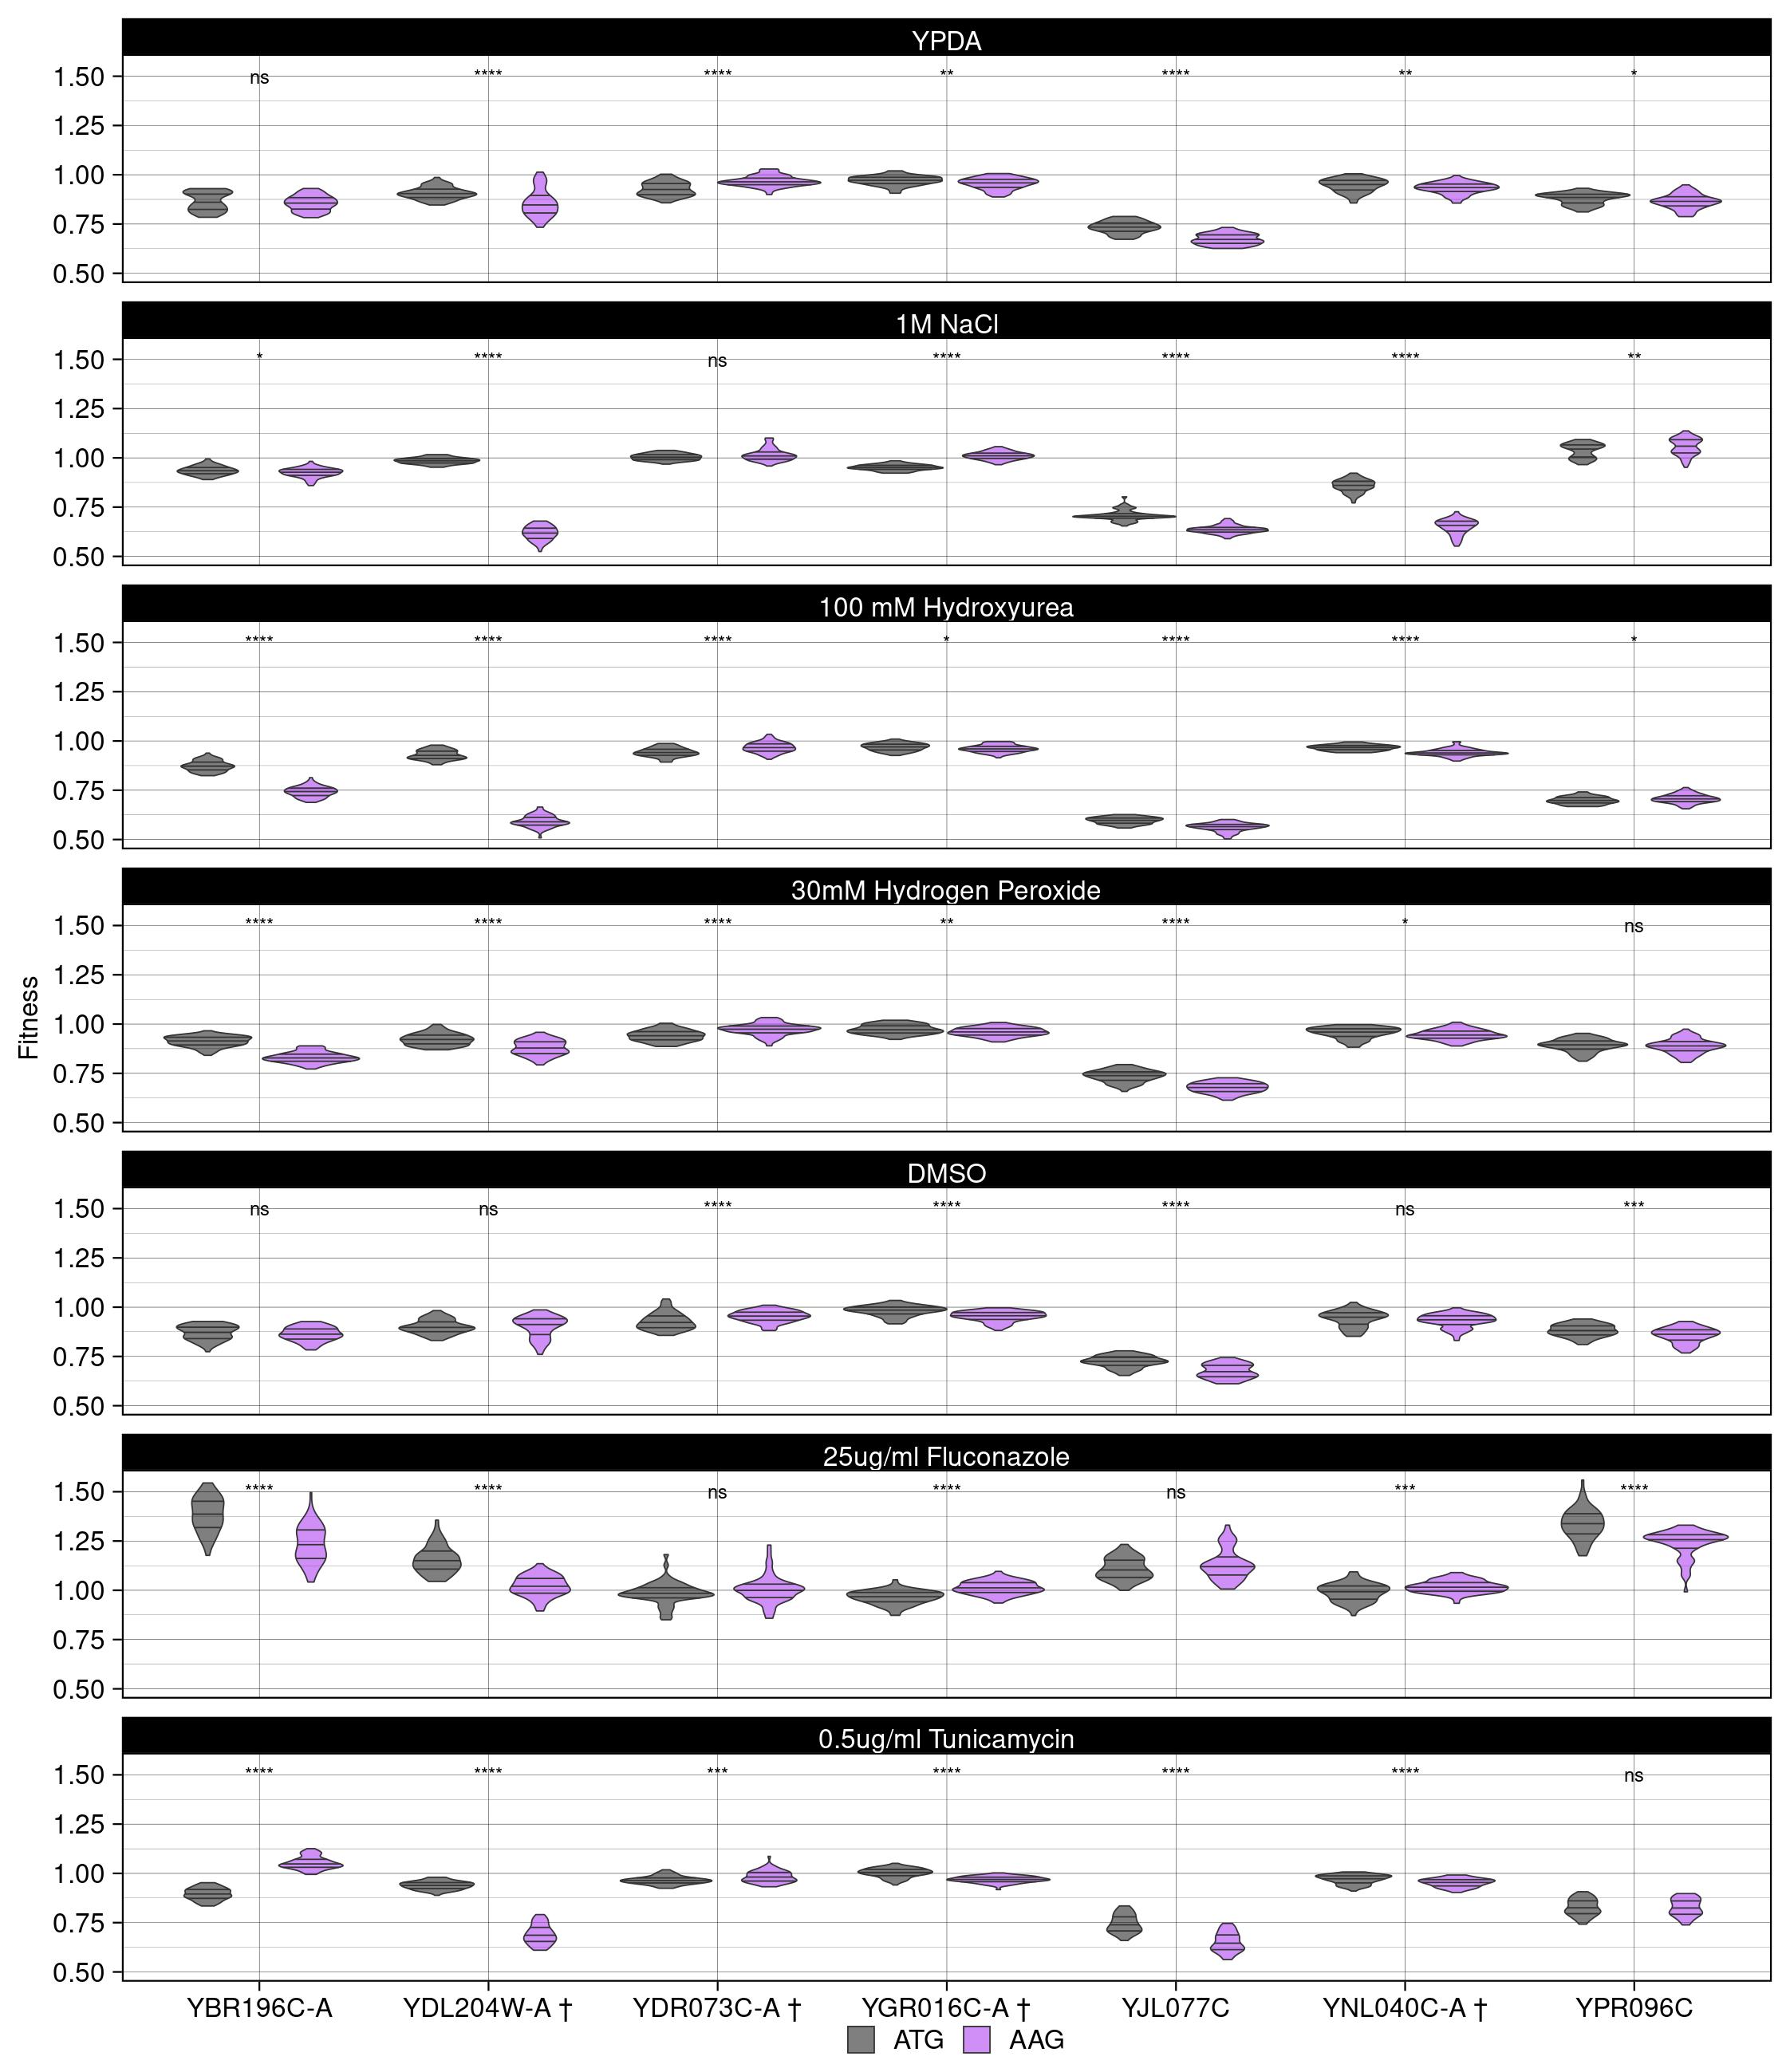 YPDA
ns **** **** ** **** ** *
1.50
1.25
1.00
0.75
0.50
1M NaCl
* **** ns **** **** **** **
1.50
1.25
1.00
0.75
0.50
100 mM Hydroxyurea
**** **** **** * **** **** *
1.50
1.25
1.00
0.75
0.50
30mM Hydrogen Peroxide
**** **** **** ** **** * ns
1.50
1.25
1.00
0.75
0.50
Fitness
DMSO
ns ns **** **** **** ns ***
1.50
1.25
1.00
0.75
0.50
25ug/ml Fluconazole
**** **** ns **** ns *** ****
1.50
1.25
1.00
0.75
0.50
0.5ug/ml Tunicamycin
**** **** *** **** **** **** ns
1.50
1.25
1.00
0.75
0.50
YBR196C-A YDL204W-A † YDR073C-A † YGR016C-A † YJL077C YNL040C-A † YPR096C
ATG AAG